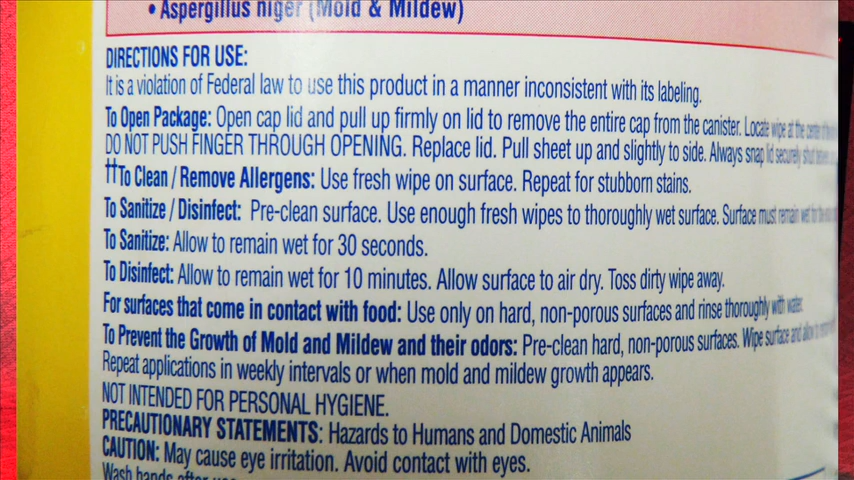 • Aspergillus niger (Mold & Mildew)
DIRECTIONS FOR USE:
It is a violation of Federal law to use this product in a manner inconsistent with its labeling.
To Open Package: Open cap lid and pull up firmly on lid to remove the entire cap from the canister. Locate wipe at the center of
DO NOT PUSH FINGER THROUGH OPENING. Replace lid. Pull sheet up and slightly to side. Always snap lid securely shut
††To Clean / Remove Allergens: Use fresh wipe on surface. Repeat for stubborn stains.
To Sanitize / Disinfect: Pre-clean surface. Use enough fresh wipes to thoroughly wet surface. Surface must remain wet for
To Sanitize: Allow to remain wet for 30 seconds.
To Disinfect: Allow to remain wet for 10 minutes. Allow surface to air dry. Toss dirty wipe away.
For surfaces that come in contact with food: Use only on hard, non-porous surfaces and rinse thoroughly with water.
To Prevent the Growth of Mold and Mildew and their odors: Pre-clean hard, non-porous surfaces. Wipe surface and allow to
Repeat applications in weekly intervals or when mold and mildew growth appears.
NOT INTENDED FOR PERSONAL HYGIENE.
PRECAUTIONARY STATEMENTS: Hazards to Humans and Domestic Animals
CAUTION: May cause eye irritation. Avoid contact with eyes.
Wash hands after use